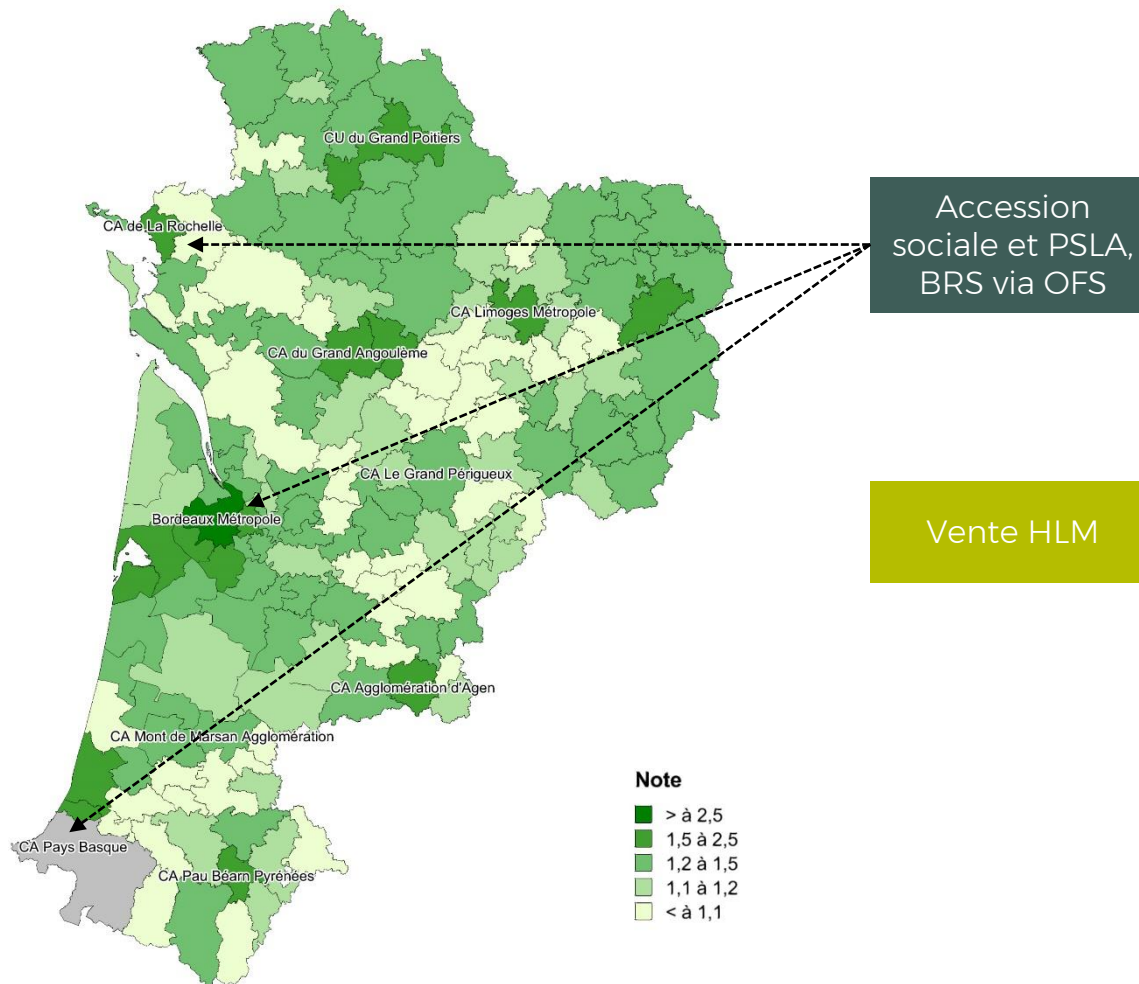 CU du Grand Poitiers
CA de La Rochelle
CA Limoges Métropole
CA du Grand Angoulême
CA Le Grand Périgueux
Bordeaux Métropole
CA Agglomération d'Agen
CA Mont de Marsan Agglomération
CA Pays Basque
CA Pau Béarn Pyrénées
Accession
sociale et PSLA,
BRS via OFS
Vente HLM
Note
> à 2,5
1,5 à 2,5
1,2 à 1,5
1,1 à 1,2
< à 1,1